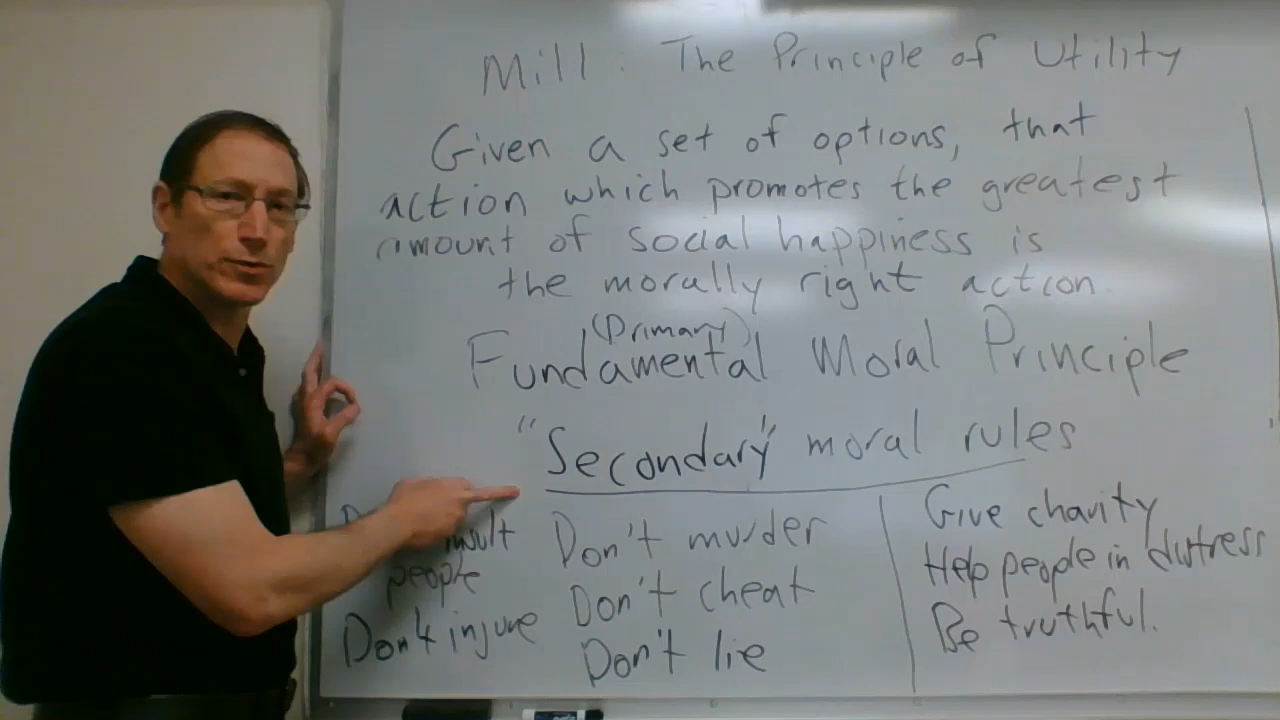 Mill: The Principle of Utility
Given a set of options, that
action which promotes the greatest
amount of social happiness is
the morally right action.
(Primary)
Fundamental Moral Principle
"Secondary" moral rules
insult
people
Don't injure
Don't murder
Don't cheat
Don't lie
Give charity
Help people in distress
Be truthful.